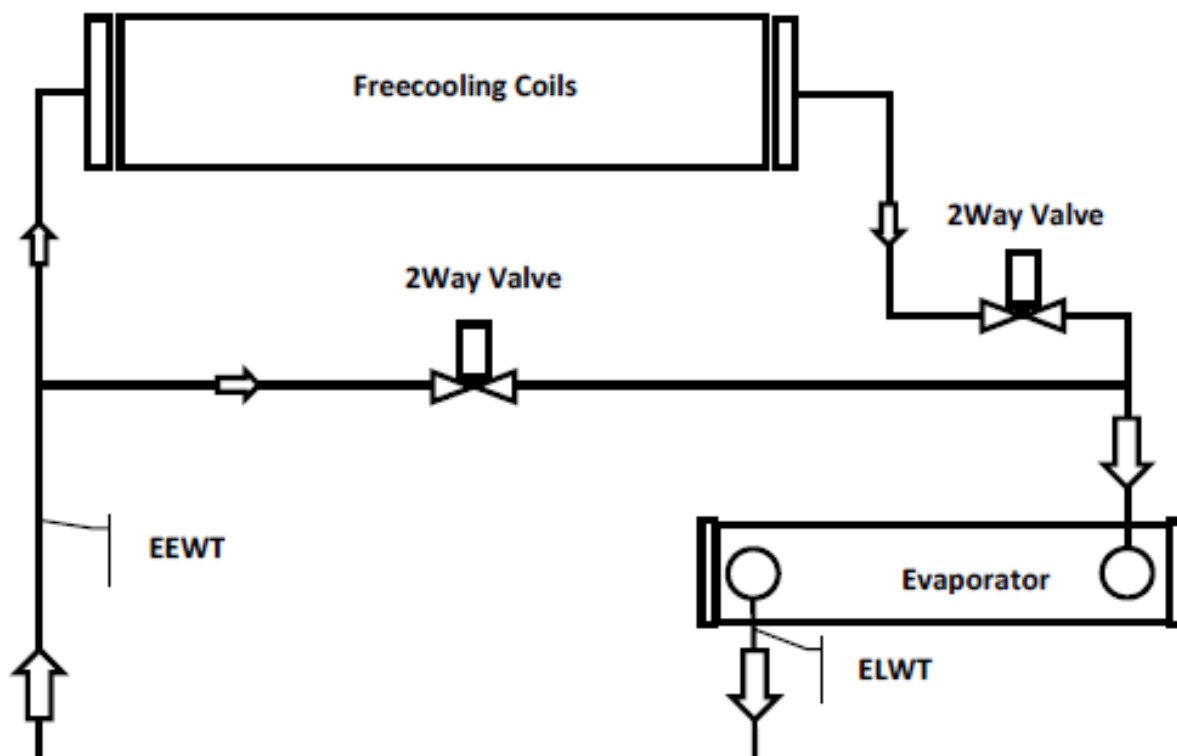 Freecooling Coils
2Way Valve
2Way Valve
EEWT
Evaporator
ELWT